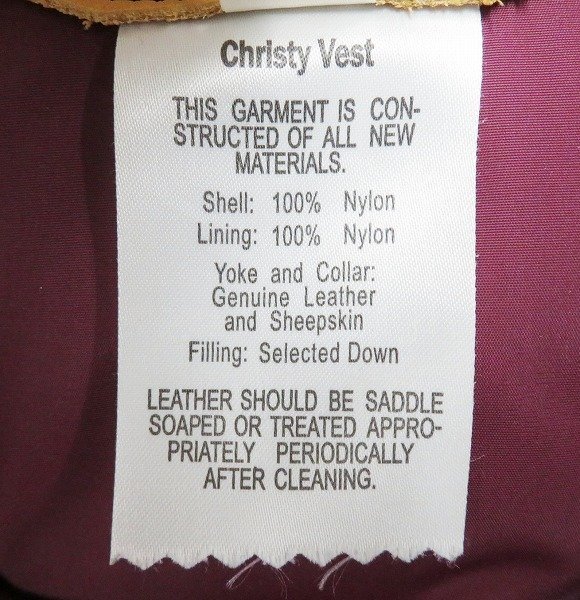 Christy Vest
THIS GARMENT IS CON-
STRUCTED OF ALL NEW
MATERIALS.
Shell: 100% Nylon
Lining: 100% Nylon
Yoke and Collar:
Genuine Leather
and Sheepskin
Filling: Selected Down
LEATHER SHOULD BE SADDLE
SOAPED OR TREATED APPRO-
PRIATELY PERIODICALLY
AFTER CLEANING.